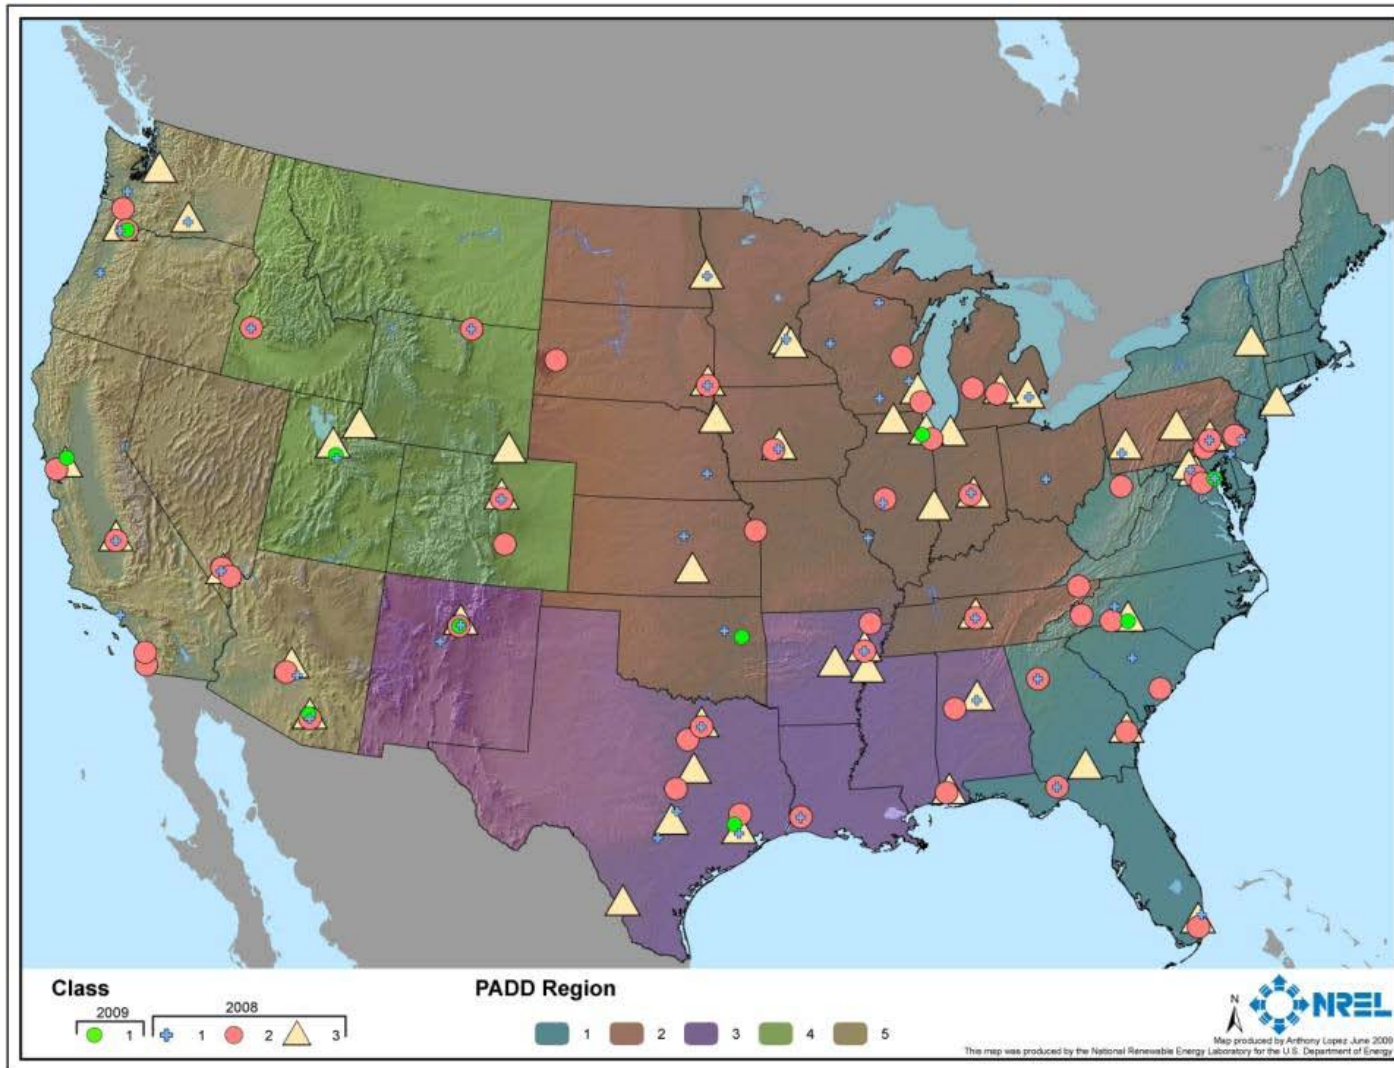 Class
PADD Region
2009
2008
1
1
2
3
1
2
3
4
5
N
NREL
Map produced by Anthony Lopez June 2009
This map was produced by the National Renewable Energy Laboratory for the U.S. Department of Energy